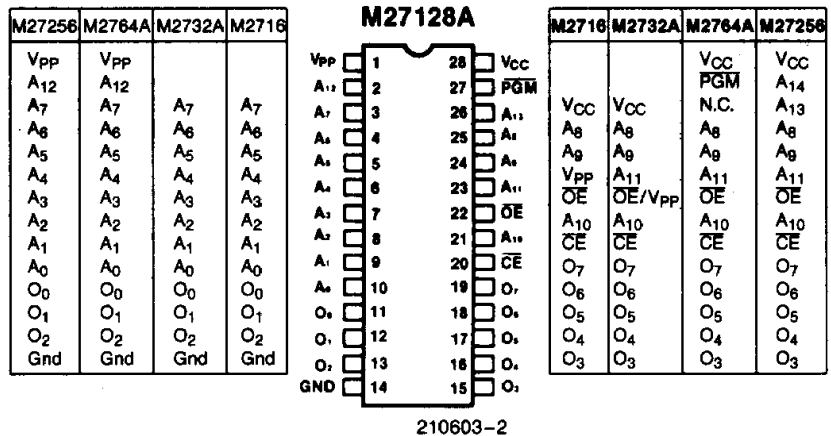 M27128A
M27256 M2764A M2732A M2716
VPP VPP
A12 A12
A7 A7 A7 A7
A6 A6 A6 A6
A5 A5 A5 A5
A4 A4 A4 A4
A3 A3 A3 A3
A2 A2 A2 A2
A1 A1 A1 A1
A0 A0 A0 A0
O0 O0 O0 O0
O1 O1 O1 O1
O2 O2 O2 O2
Gnd Gnd Gnd Gnd
VPP 1 28 VCC
A12 2 27 PGM
A7 3 26 A13
A6 4 25 A8
A5 5 24 A9
A4 6 23 A11
A3 7 22 OE
A2 8 21 A10
A1 9 20 CE
A0 10 19 O7
O0 11 18 O6
O1 12 17 O5
O2 13 16 O4
GND 14 15 O3
M2716 M2732A M2764A M27256
VCC VCC
PGM A14
VCC VCC N.C. A13
A8 A8 A8 A8
A9 A9 A9 A9
VPP A11 A11 A11
OE OE/VPP OE OE
A10 A10 A10 A10
CE CE CE CE
O7 O7 O7 O7
O6 O6 O6 O6
O5 O5 O5 O5
O4 O4 O4 O4
O3 O3 O3 O3
210603-2